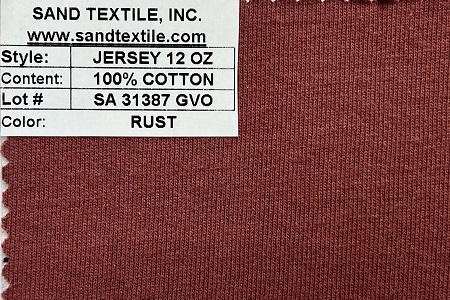 SAND TEXTILE, INC.
www.sandtextile.com
Style: JERSEY 12 OZ
Content: 100% COTTON
Lot # SA 31387 GVO
Color: RUST